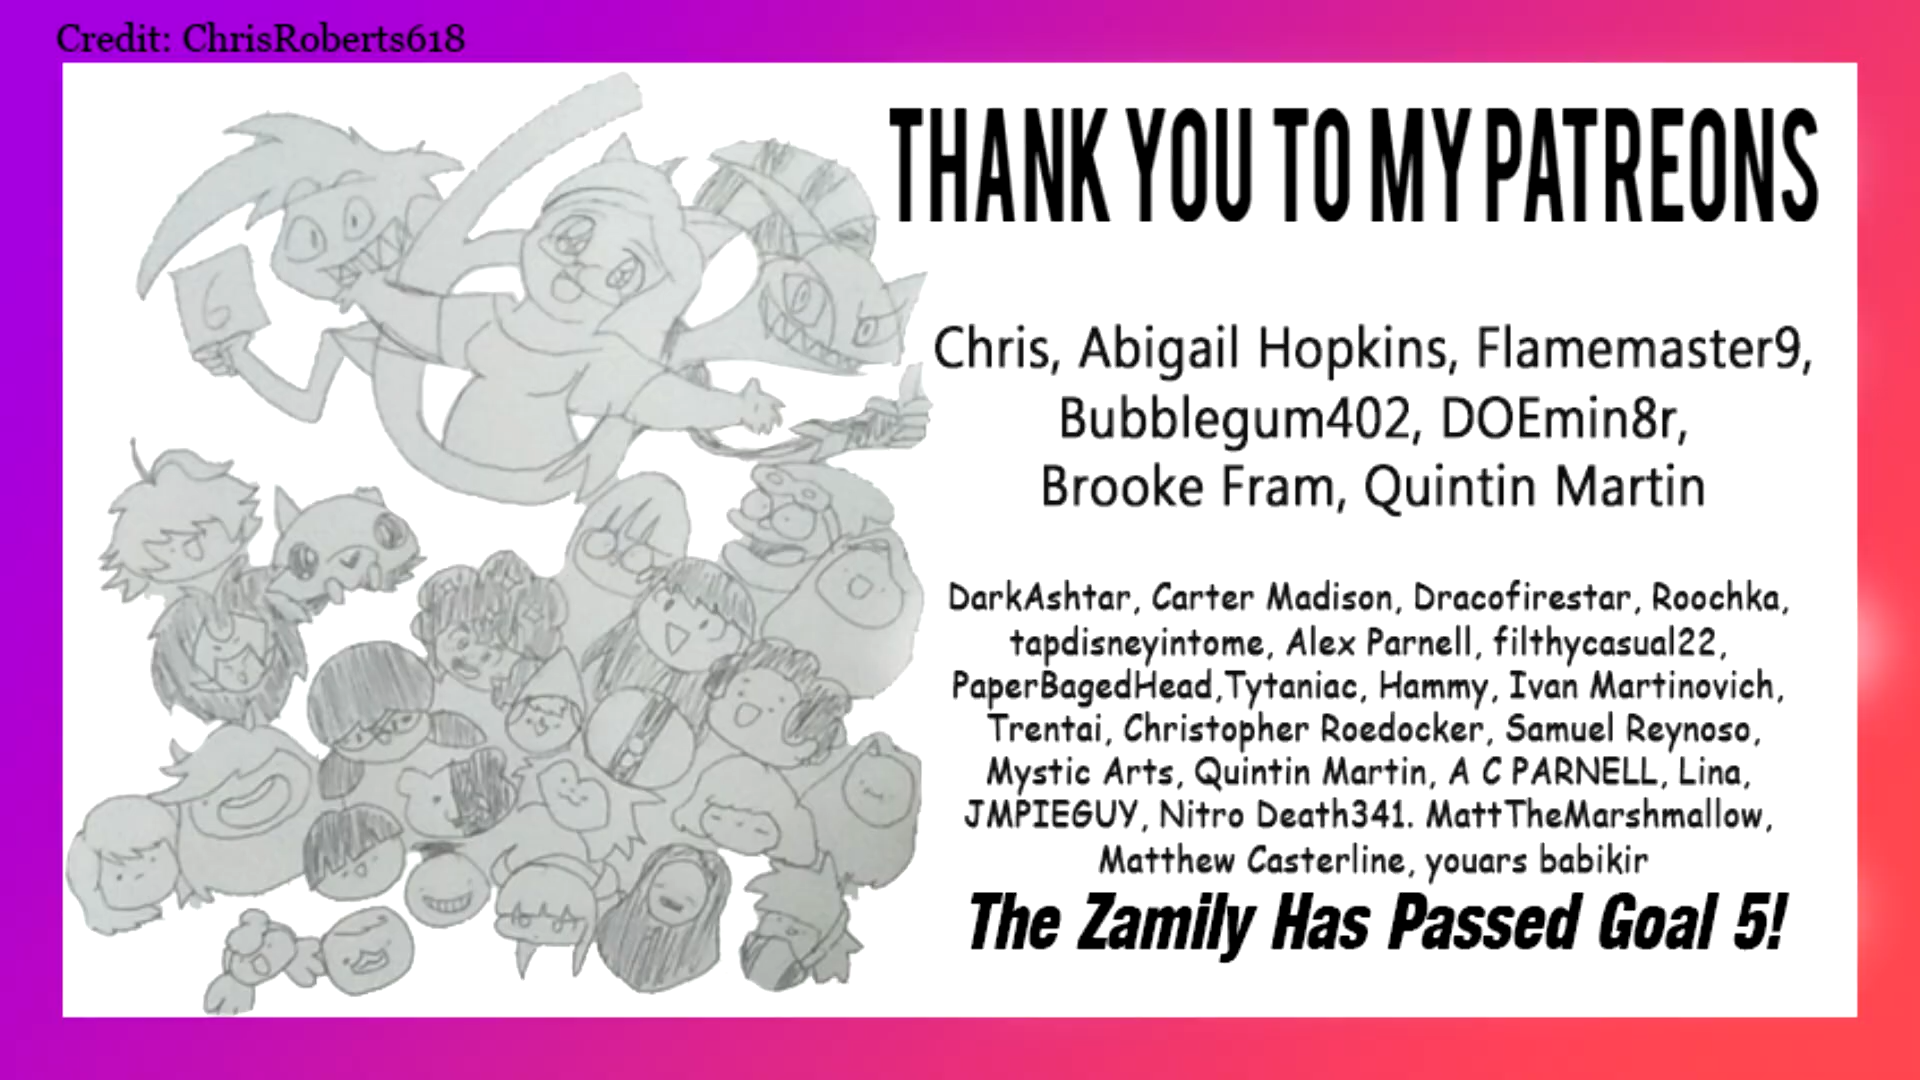 Credit: ChrisRoberts618
THANK YOU TO MY PATREONS
6
Chris, Abigail Hopkins, Flamemaster9,
Bubblegum402, DOEmin8r,
Brooke Fram, Quintin Martin
DarkAshtar, Carter Madison, Dracofirestar, Roochka,
tapdisneyintome, Alex Parnell, filthycasual22,
PaperBagedHead,Tytaniac, Hammy, Ivan Martinovich,
Trentai, Christopher Roedocker, Samuel Reynoso,
Mystic Arts, Quintin Martin, A C PARNELL, Lina,
JMPIEGUY, Nitro Death341. MattTheMarshmallow,
Matthew Casterline, youars babikir
The Zamily Has Passed Goal 5!